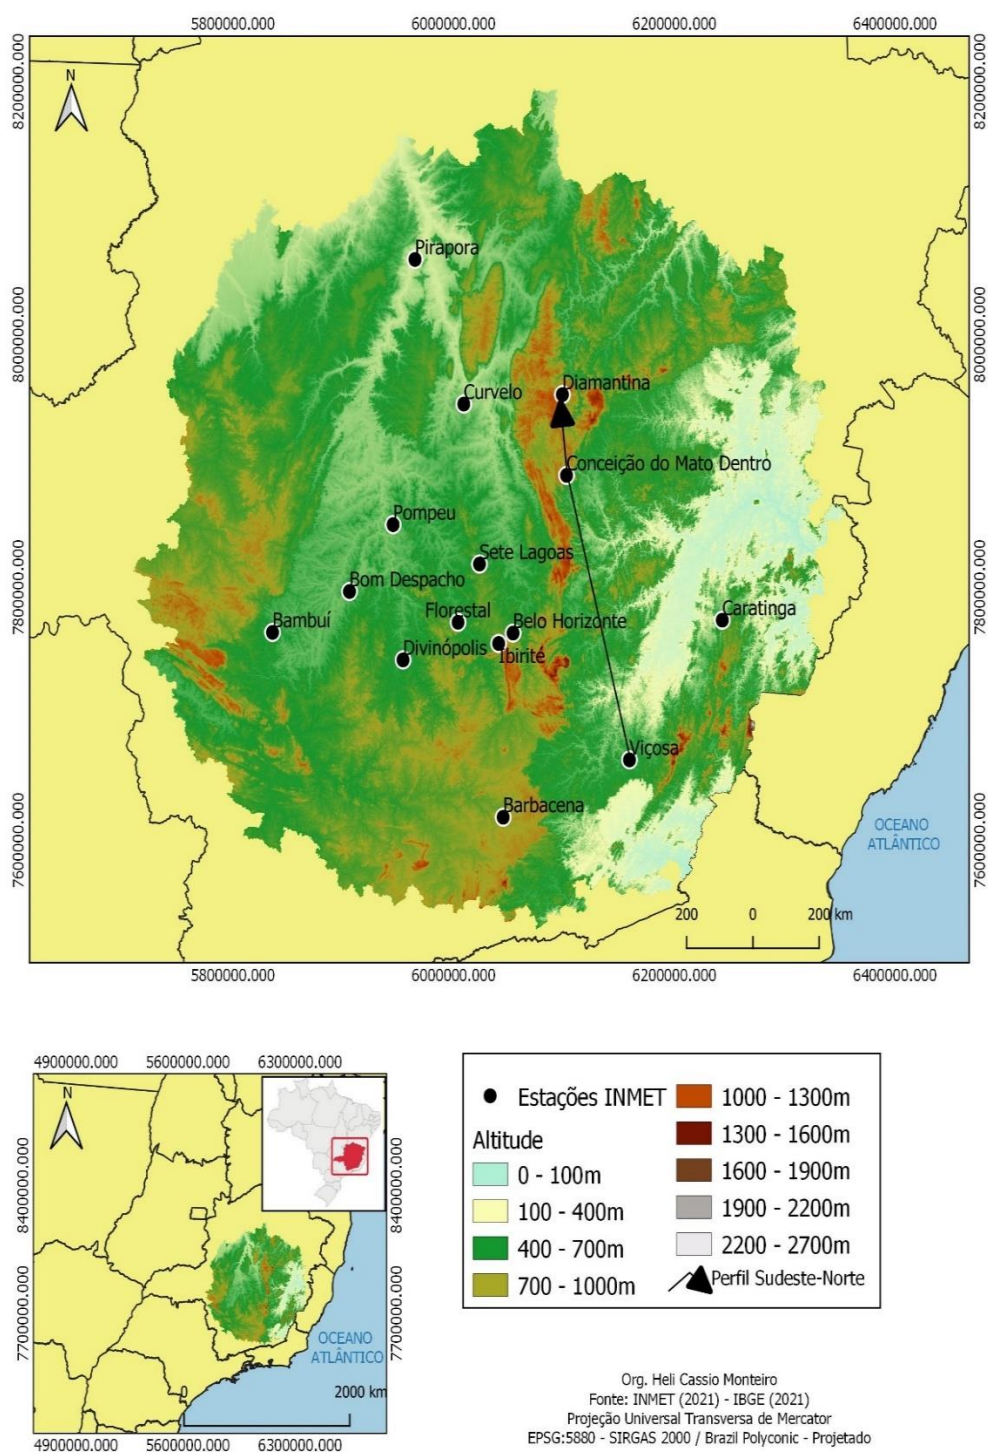 5800000.000 6000000.000 6200000.000 6400000.000
8200000.000
8200000.000
N
Pirapora
8000000.000
8000000.000
Diamantina
Curvelo
Conceição do Mato Dentro
Pompeu
Sete Lagoas
Bom Despacho
7800000.000
7800000.000
Caratinga
Florestal
Belo Horizonte
Bambuí
Divinópolis
Ibirité
Viçosa
Barbacena
OCEANO
ATLÂNTICO
7600000.000
7600000.000
200 0 200 km
5800000.000 6000000.000 6200000.000 6400000.000
4900000.000 5600000.000 6300000.000
N
8400000.000
8400000.000
7700000.000
7700000.000
OCEANO
ATLÂNTICO
0 2000 km
4900000.000 5600000.000 6300000.000
Estações INMET
Altitude
0 - 100m
100 - 400m
400 - 700m
700 - 1000m
1000 - 1300m
1300 - 1600m
1600 - 1900m
1900 - 2200m
2200 - 2700m
Perfil Sudeste-Norte
Org. Heli Cassio Monteiro
Fonte: INMET (2021) - IBGE (2021)
Projeção Universal Transversa de Mercator
EPSG:5880 - SIRGAS 2000 / Brazil Polyconic - Projetado